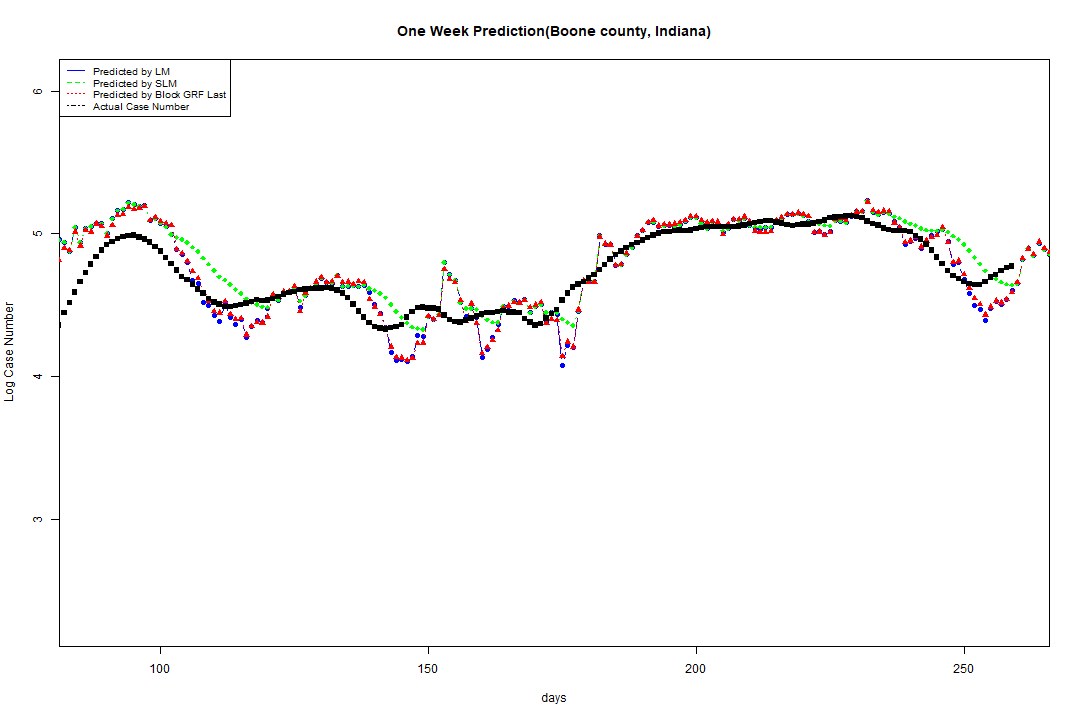 One Week Prediction(Boone county, Indiana)
Predicted by LM
Predicted by SLM
Predicted by Block GRF Last
Actual Case Number
6
5
4
3
Log Case Number
100 150 200 250
days